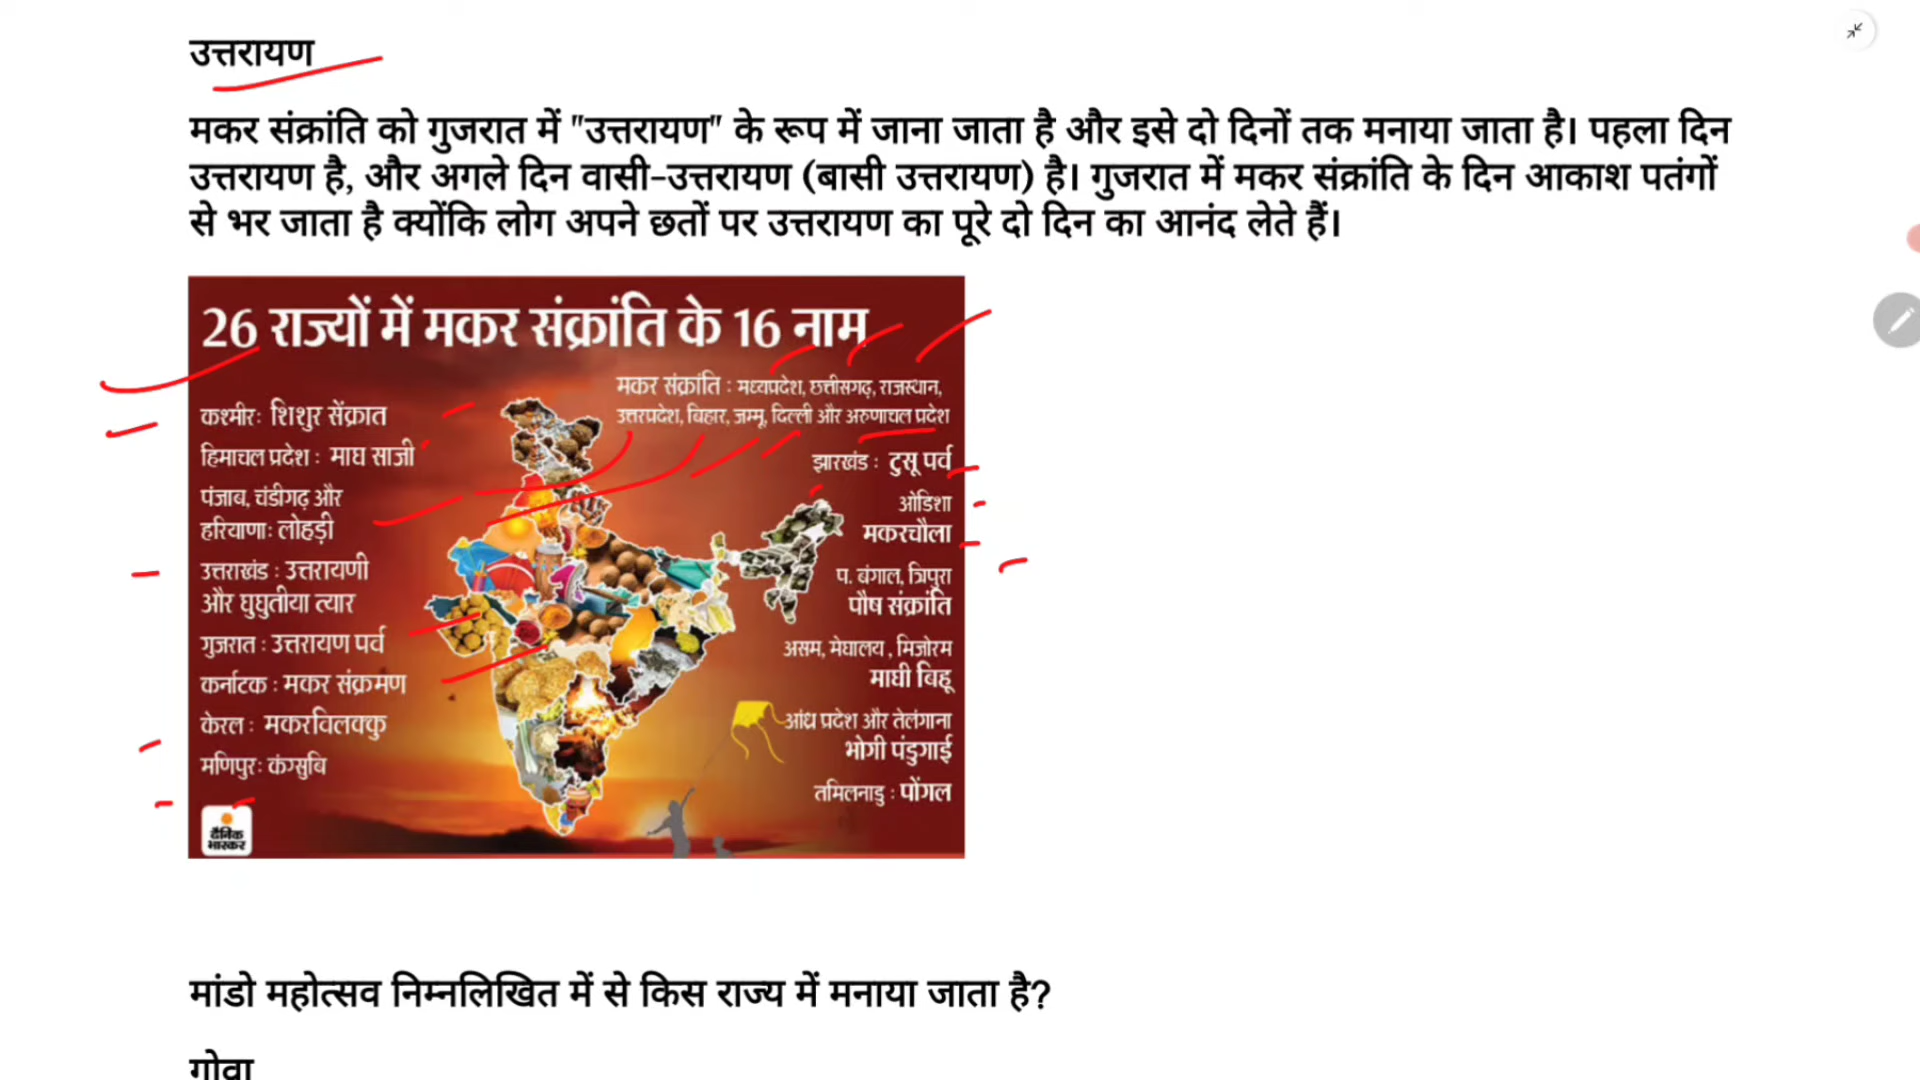 उत्तरायण
मकर संक्रांति को गुजरात में "उत्तरायण" के रूप में जाना जाता है और इसे दो दिनों तक मनाया जाता है। पहला दिन
उत्तरायण है, और अगले दिन वासी-उत्तरायण (बासी उत्तरायण) है। गुजरात में मकर संक्रांति के दिन आकाश पतंगों
से भर जाता है क्योंकि लोग अपने छतों पर उत्तरायण का पूरे दो दिन का आनंद लेते हैं।
26 राज्यों में मकर संक्रांति के 16 नाम
मकर संक्रांति : मध्यप्रदेश, छत्तीसगढ़, राजस्थान,
उत्तरप्रदेश, बिहार, जम्मू, दिल्ली और अरुणाचल प्रदेश
कश्मीर: शिशुर सेंक्रात
हिमाचल प्रदेश : माघ साजी
पंजाब, चंडीगढ़ और
हरियाणा: लोहड़ी
उत्तराखंड : उत्तरायणी
और घुघुतीया त्यार
गुजरात : उत्तरायण पर्व
कर्नाटक : मकर संक्रमण
केरल : मकरविलक्कु
मणिपुर: कंग्सुबि
झारखंड : टुसू पर्व
ओडिशा
मकरचौला
प. बंगाल, त्रिपुरा
पौष संक्रांति
असम, मेघालय, मिजोरम
माघी बिहू
आंध्र प्रदेश और तेलंगाना
भोगी पंडुगाई
तमिलनाडु : पोंगल
दैनिक
भास्कर
मांडो महोत्सव निम्नलिखित में से किस राज्य में मनाया जाता है?
गोवा